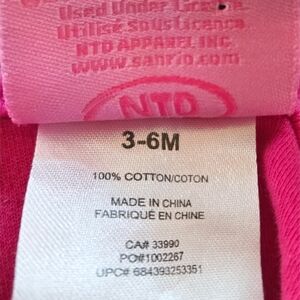 Used Under License.
Utilisé Sous Licence.
NTD APPAREL INC.
www.sanrio.com
NTD
3-6M
100% COTTON/COTON
MADE IN CHINA
FABRIQUÉ EN CHINE
CA# 33990
PO#1002267
UPC# 684393253351